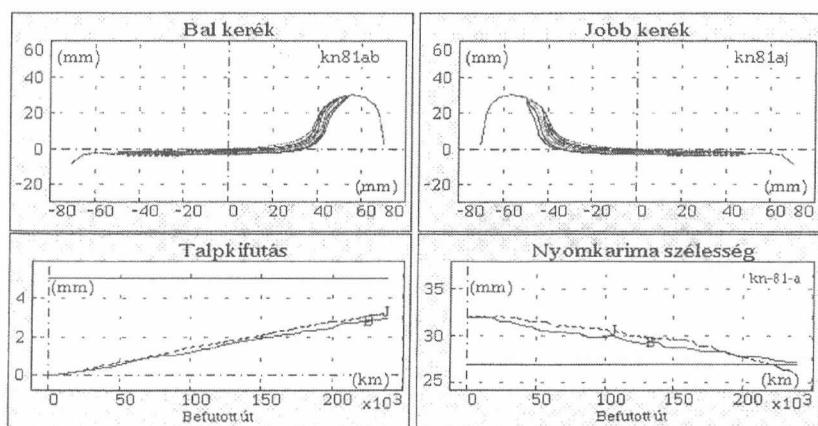 Bal kerék
60
(mm)
kn81ab
40
20
0
-20
(mm)
-80 -60 -40 -20 0 20 40 60 80
Jobb kerék
60
(mm)
kn81aj
40
20
0
-20
(mm)
-80 -60 -40 -20 0 20 40 60 80
Talpkifutás
(mm)
4
2
0
J
B
(km)
0 50 100 150 200 x10 3
Befutott út
Nyomkarima szélesség
kn-81-a
35
(mm)
30
25
J
B
(km)
0 50 100 150 200 x10 3
Befutott út